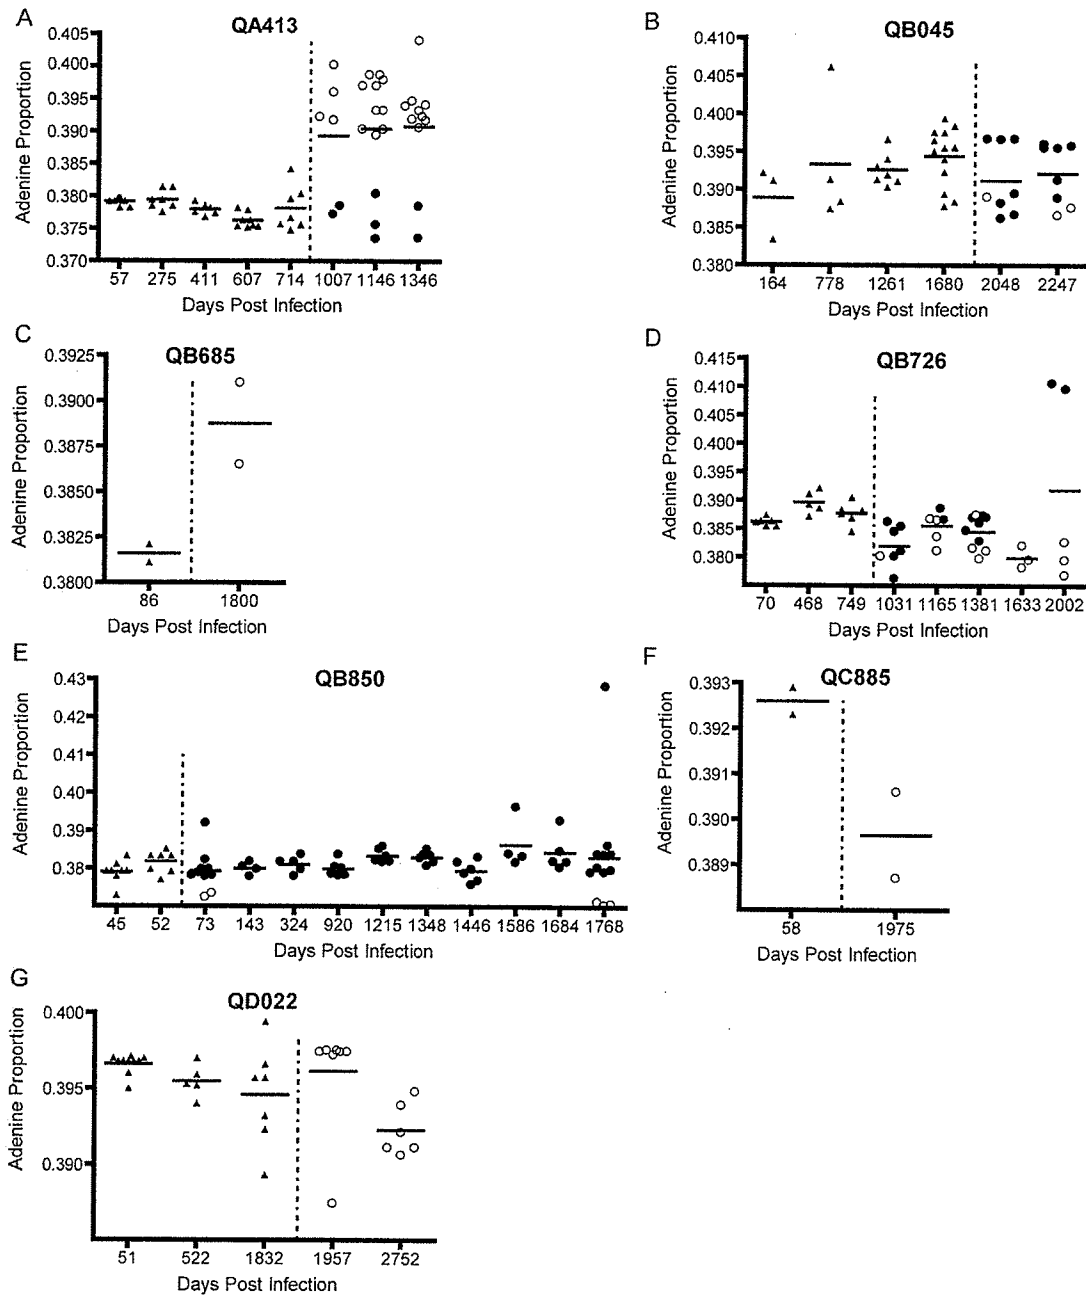 A
QA413
Adenine Proportion
0.405
0.400
0.395
0.390
0.385
0.380
0.375
0.370
57 275 411 607 714 1007 1146 1346
Days Post Infection
B
QB045
Adenine Proportion
0.410
0.405
0.400
0.395
0.390
0.385
0.380
164 778 1261 1680 2048 2247
Days Post Infection
C
QB685
Adenine Proportion
0.3925
0.3900
0.3875
0.3850
0.3825
0.3800
86 1800
Days Post Infection
D
QB726
Adenine Proportion
0.415
0.410
0.405
0.400
0.395
0.390
0.385
0.380
70 468 749 1031 1165 1381 1633 2002
Days Post Infection
E
QB850
Adenine Proportion
0.43
0.42
0.41
0.40
0.39
0.38
45 52 73 143 324 920 1215 1348 1446 1586 1684 1768
Days Post Infection
F
QC885
Adenine Proportion
0.393
0.392
0.391
0.390
0.389
58 1975
Days Post Infection
G
QD022
Adenine Proportion
0.400
0.395
0.390
51 522 1832 1957 2752
Days Post Infection